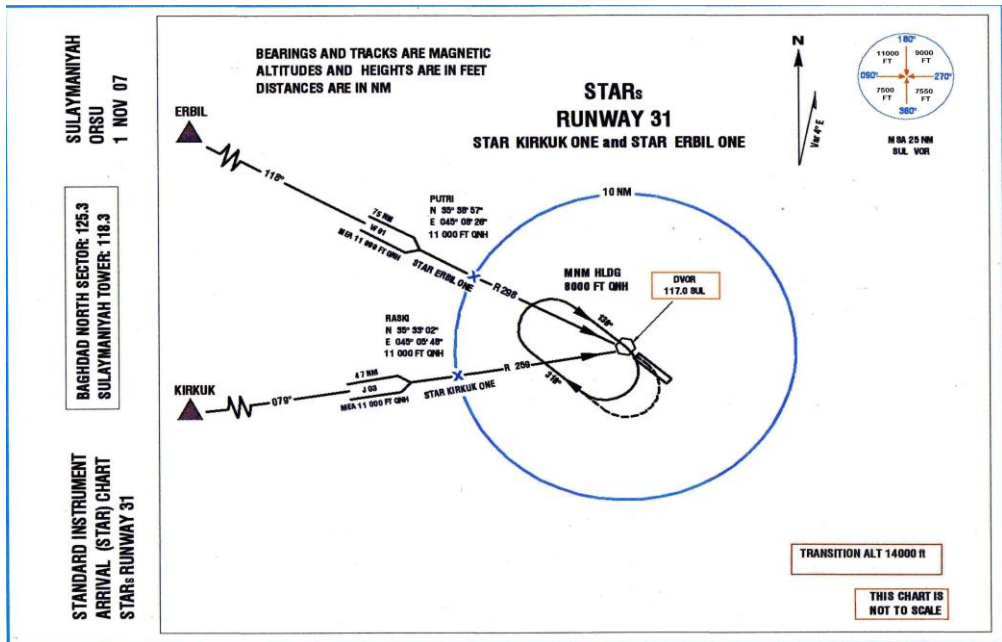 SULAYMANIYAH
ORSU
1 NOV 07
BAGHDAD NORTH SECTOR: 125.3
SULAYMANIYAH TOWER: 118.3
STANDARD INSTRUMENT
ARRIVAL (STAR) CHART
STARs RUNWAY 31
BEARINGS AND TRACKS ARE MAGNETIC
ALTITUDES AND HEIGHTS ARE IN FEET
DISTANCES ARE IN NM
STARs
RUNWAY 31
STAR KIRKUK ONE and STAR ERBIL ONE
N
Var 4° E
180°
11000 FT
9000 FT
090°
270°
7500 FT
7550 FT
360°
MSA 25 NM
SUL VOR
ERBIL
118°
75 NM
W 01
MEA 11 000 FT QNH
STAR ERBIL ONE
PUTRI
N 35° 38' 57"
E 045° 08' 26"
11 000 FT QNH
10 NM
R 298
MNM HLDG
8000 FT QNH
DVOR
117.0 SUL
138°
318°
RASKI
N 35° 33' 02"
E 045° 05' 48"
11 000 FT QNH
R 259
KIRKUK
079°
47 NM
J 03
MEA 11 000 FT QNH
STAR KIRKUK ONE
TRANSITION ALT 14000 ft
THIS CHART IS
NOT TO SCALE